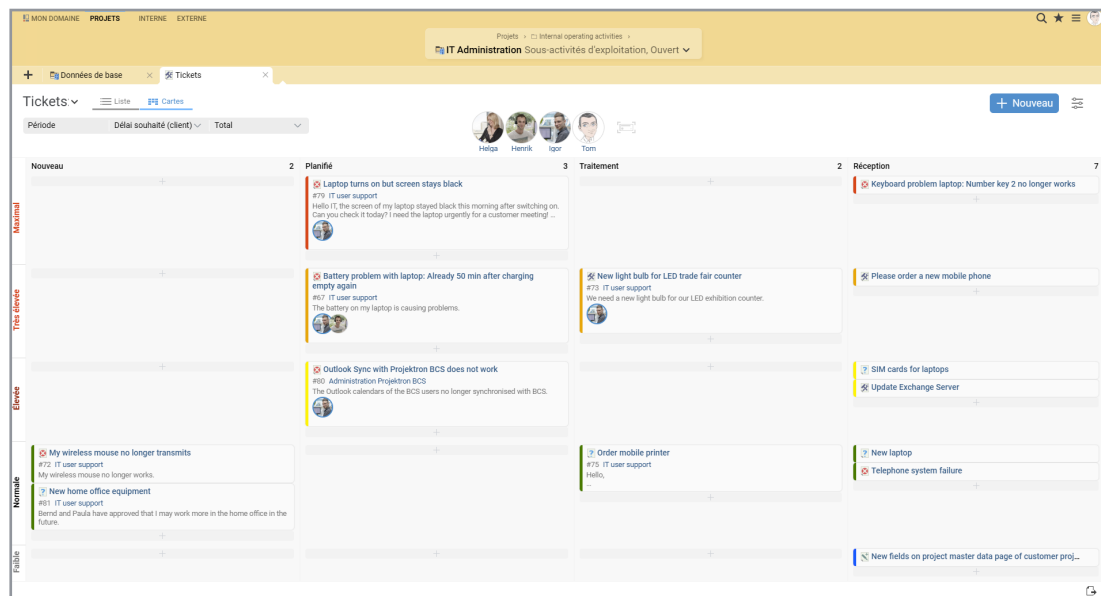 MON DOMAINE PROJETS INTERNE EXTERNE
Projets › Internal operating activities ›
IT Administration Sous-activités d'exploitation, Ouvert
+ Données de base × Tickets ×
Tickets: Liste Cartes
+ Nouveau
Période Délai souhaité (client) Total
Helga Henrik Igor Tom
Nouveau 2 Planifié 3 Traitement 2 Réception 7
Maximal
Laptop turns on but screen stays black
#79 IT user support
Hello IT, the screen of my laptop stayed black this morning after switching on.
Can you check it today? I need the laptop urgently for a customer meeting! ...
Keyboard problem laptop: Number key 2 no longer works
Très élevée
Battery problem with laptop: Already 50 min after charging
empty again
#67 IT user support
The battery on my laptop is causing problems.
New light bulb for LED trade fair counter
#73 IT user support
We need a new light bulb for our LED exhibition counter.
Please order a new mobile phone
Élevée
Outlook Sync with Projektron BCS does not work
#80 Administration Projektron BCS
The Outlook calendars of the BCS users no longer synchronised with BCS.
SIM cards for laptops
Update Exchange Server
Normale
My wireless mouse no longer transmits
#72 IT user support
My wireless mouse no longer works.
New home office equipment
#81 IT user support
Bernd and Paula have approved that I may work more in the home office in the
future.
Order mobile printer
#75 IT user support
Hello,
...
New laptop
Telephone system failure
Faible
New fields on project master data page of customer proj...